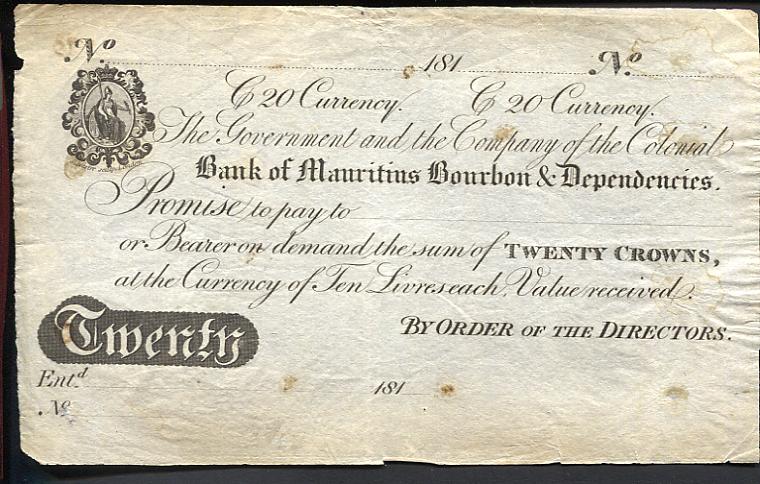 No 181 No
C 20 Currency. C 20 Currency.
The Government and the Company of the Colonial
Bank of Mauritius Bourbon & Dependencies.
Promise to pay to
or Bearer on demand the sum of TWENTY CROWNS,
at the Currency of Ten Livres each. Value received.
BY ORDER OF THE DIRECTORS.
Twenty
Ent.d 181
No